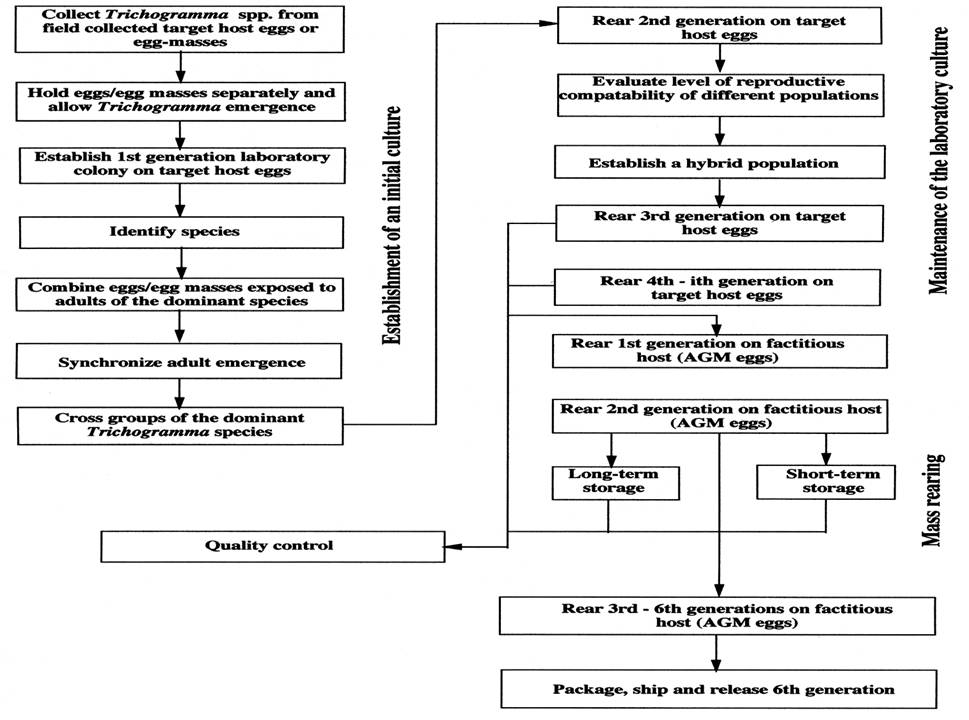 Collect Trichogramma spp. from
field collected target host eggs or
egg-masses
Hold eggs/egg masses separately and
allow Trichogramma emergence
Establish 1st generation laboratory
colony on target host eggs
Identify species
Combine eggs/egg masses exposed to
adults of the dominant species
Synchronize adult emergence
Cross groups of the dominant
Trichogramma species
Establishment of an initial culture
Rear 2nd generation on target
host eggs
Evaluate level of reproductive
compatability of different populations
Establish a hybrid population
Rear 3rd generation on target
host eggs
Rear 4th - ith generation on
target host eggs
Maintenance of the laboratory culture
Rear 1st generation on factitious
host (AGM eggs)
Rear 2nd generation on factitious host
(AGM eggs)
Long-term
storage
Short-term
storage
Mass rearing
Quality control
Rear 3rd - 6th generations on factitious
host (AGM eggs)
Package, ship and release 6th generation